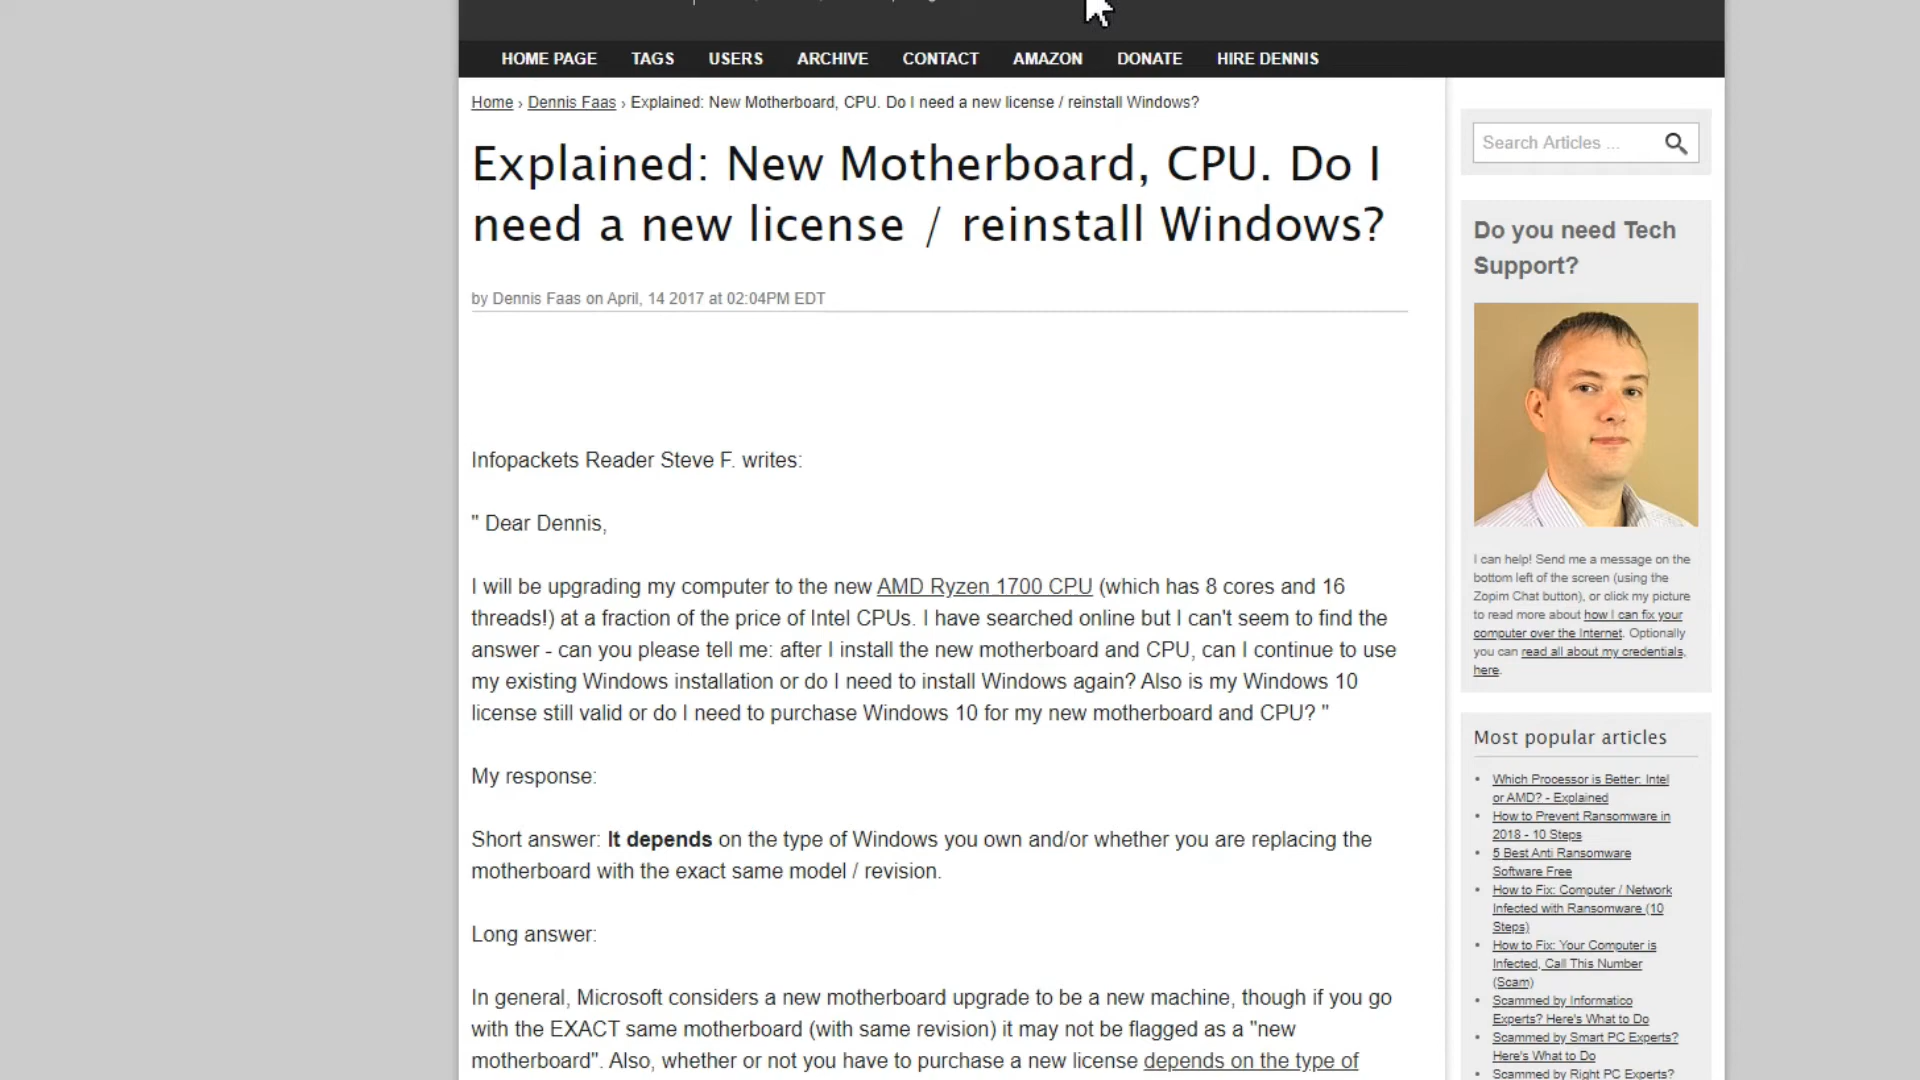 HOME PAGE TAGS USERS ARCHIVE CONTACT AMAZON DONATE HIRE DENNIS
Home › Dennis Faas › Explained: New Motherboard, CPU. Do I need a new license / reinstall Windows?
Explained: New Motherboard, CPU. Do I
need a new license / reinstall Windows?
by Dennis Faas on April, 14 2017 at 02:04PM EDT
Infopackets Reader Steve F. writes:
" Dear Dennis,
I will be upgrading my computer to the new AMD Ryzen 1700 CPU (which has 8 cores and 16
threads!) at a fraction of the price of Intel CPUs. I have searched online but I can't seem to find the
answer - can you please tell me: after I install the new motherboard and CPU, can I continue to use
my existing Windows installation or do I need to install Windows again? Also is my Windows 10
license still valid or do I need to purchase Windows 10 for my new motherboard and CPU? "
My response:
Short answer: It depends on the type of Windows you own and/or whether you are replacing the
motherboard with the exact same model / revision.
Long answer:
In general, Microsoft considers a new motherboard upgrade to be a new machine, though if you go
with the EXACT same motherboard (with same revision) it may not be flagged as a "new
motherboard". Also, whether or not you have to purchase a new license depends on the type of
Search Articles ...
Do you need Tech
Support?
I can help! Send me a message on the
bottom left of the screen (using the
Zopim Chat button), or click my picture
to read more about how I can fix your
computer over the Internet. Optionally
you can read all about my credentials,
here.
Most popular articles
• Which Processor is Better: Intel
or AMD? - Explained
• How to Prevent Ransomware in
2018 - 10 Steps
• 5 Best Anti Ransomware
Software Free
• How to Fix: Computer / Network
Infected with Ransomware (10
Steps)
• How to Fix: Your Computer is
Infected, Call This Number
(Scam)
• Scammed by Informatico
Experts? Here's What to Do
• Scammed by Smart PC Experts?
Here's What to Do
• Scammed by Right PC Experts?